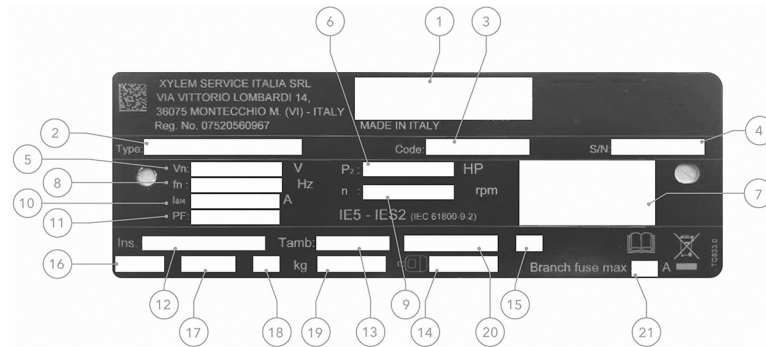 6
1
3
XYLEM SERVICE ITALIA SRL
VIA VITTORIO LOMBARDI 14,
36075 MONTECCHIO M. (VI) - ITALY
Reg. No. 07520560967
MADE IN ITALY
2
4
Type:
Code:
S/N:
5
Vn:
V
P₂:
HP
8
fn:
Hz
7
10
A
n :
rpm
11
PF:
IE5 - IES2 (IEC 61800-9-2)
Ins.
Tamb:
16
kg
Branch fuse max
A
TG833.0
12
17
18
19
13
9
14
20
15
21